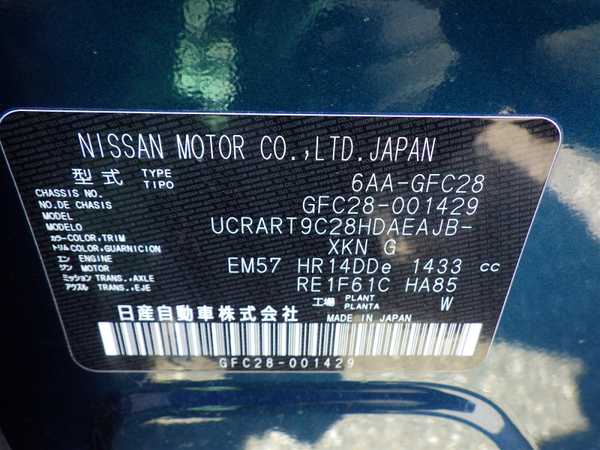 NISSAN MOTOR CO.,LTD.JAPAN
型式 TYPE TIPO 6AA-GFC28
CHASSIS NO. NO.DE CHASIS GFC28-001429
MODEL MODELO UCRART9C28HDAEAJB-
カラー COLOR,TRIM トリム COLOR,GUARNICION XKN G
エンジン ENGINE MOTOR EM57 HR14DDe 1433 cc
ミッション TRANS.,AXLE アクスル TRANS.,EJE RE1F61C HA85
工場 PLANT PLANTA W
日産自動車株式会社 MADE IN JAPAN
GFC28-001429